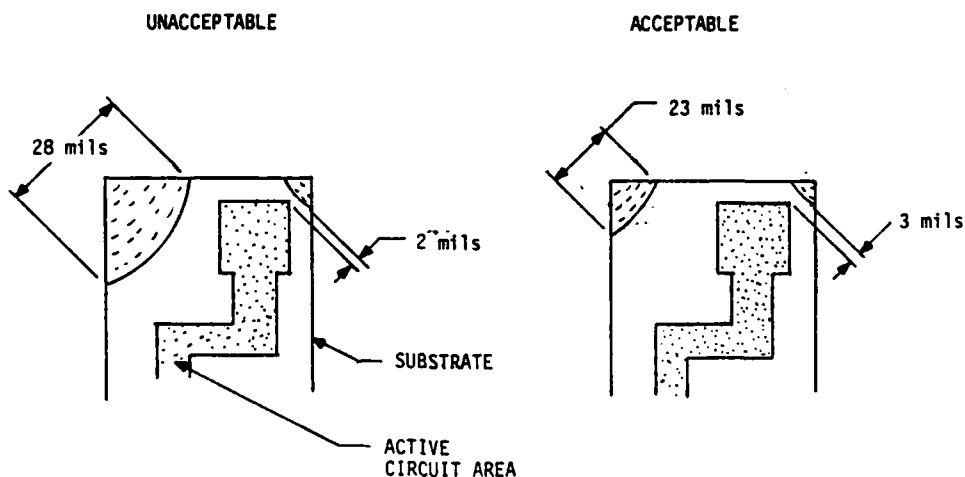 UNACCEPTABLE
ACCEPTABLE
28 mils
23 mils
2 mils
3 mils
SUBSTRATE
ACTIVE
CIRCUIT AREA